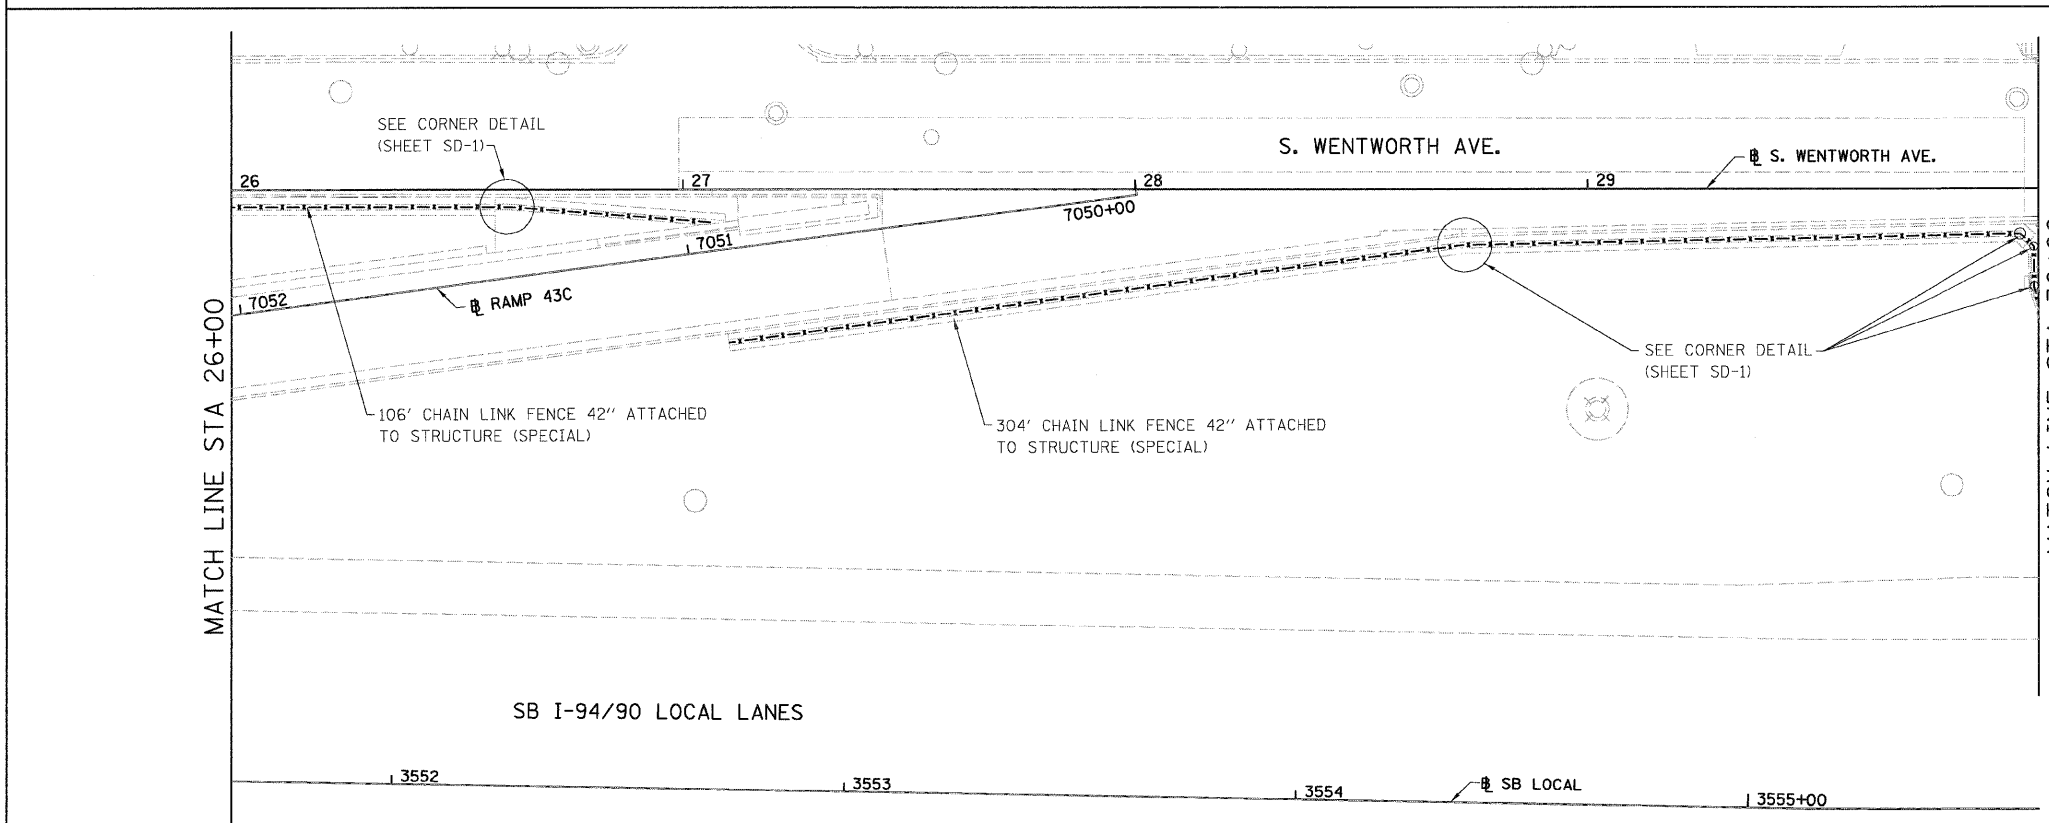 SEE CORNER DETAIL
(SHEET SD-1)
S. WENTWORTH AVE.
℄ S. WENTWORTH AVE.
26
27
28
29
7050+00
7051
7052
℄ RAMP 43C
MATCH LINE STA 26+00
SEE CORNER DETAIL
(SHEET SD-1)
106' CHAIN LINK FENCE 42" ATTACHED
TO STRUCTURE (SPECIAL)
304' CHAIN LINK FENCE 42" ATTACHED
TO STRUCTURE (SPECIAL)
SB I-94/90 LOCAL LANES
3552
3553
3554
℄ SB LOCAL
3555+00